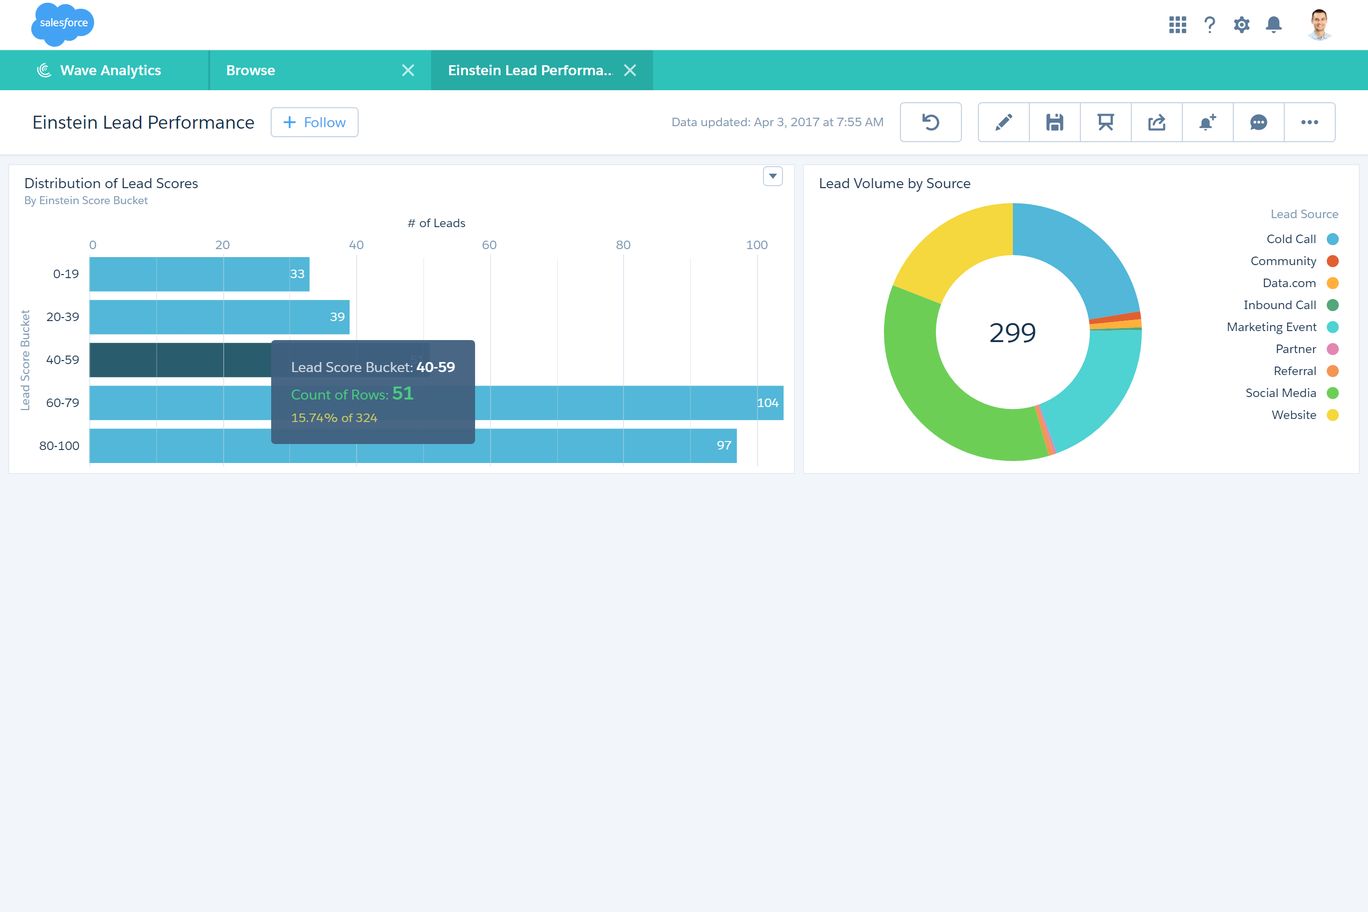 salesforce
?
Wave Analytics
Browse
Einstein Lead Performa..
Einstein Lead Performance
+ Follow
Data updated: Apr 3, 2017 at 7:55 AM
Distribution of Lead Scores
By Einstein Score Bucket
# of Leads
0 20 40 60 80 100
Lead Score Bucket
0-19 33
20-39 39
40-59
60-79 104
80-100 97
Lead Score Bucket: 40-59
Count of Rows: 51
15.74% of 324
Lead Volume by Source
299
Lead Source
Cold Call
Community
Data.com
Inbound Call
Marketing Event
Partner
Referral
Social Media
Website